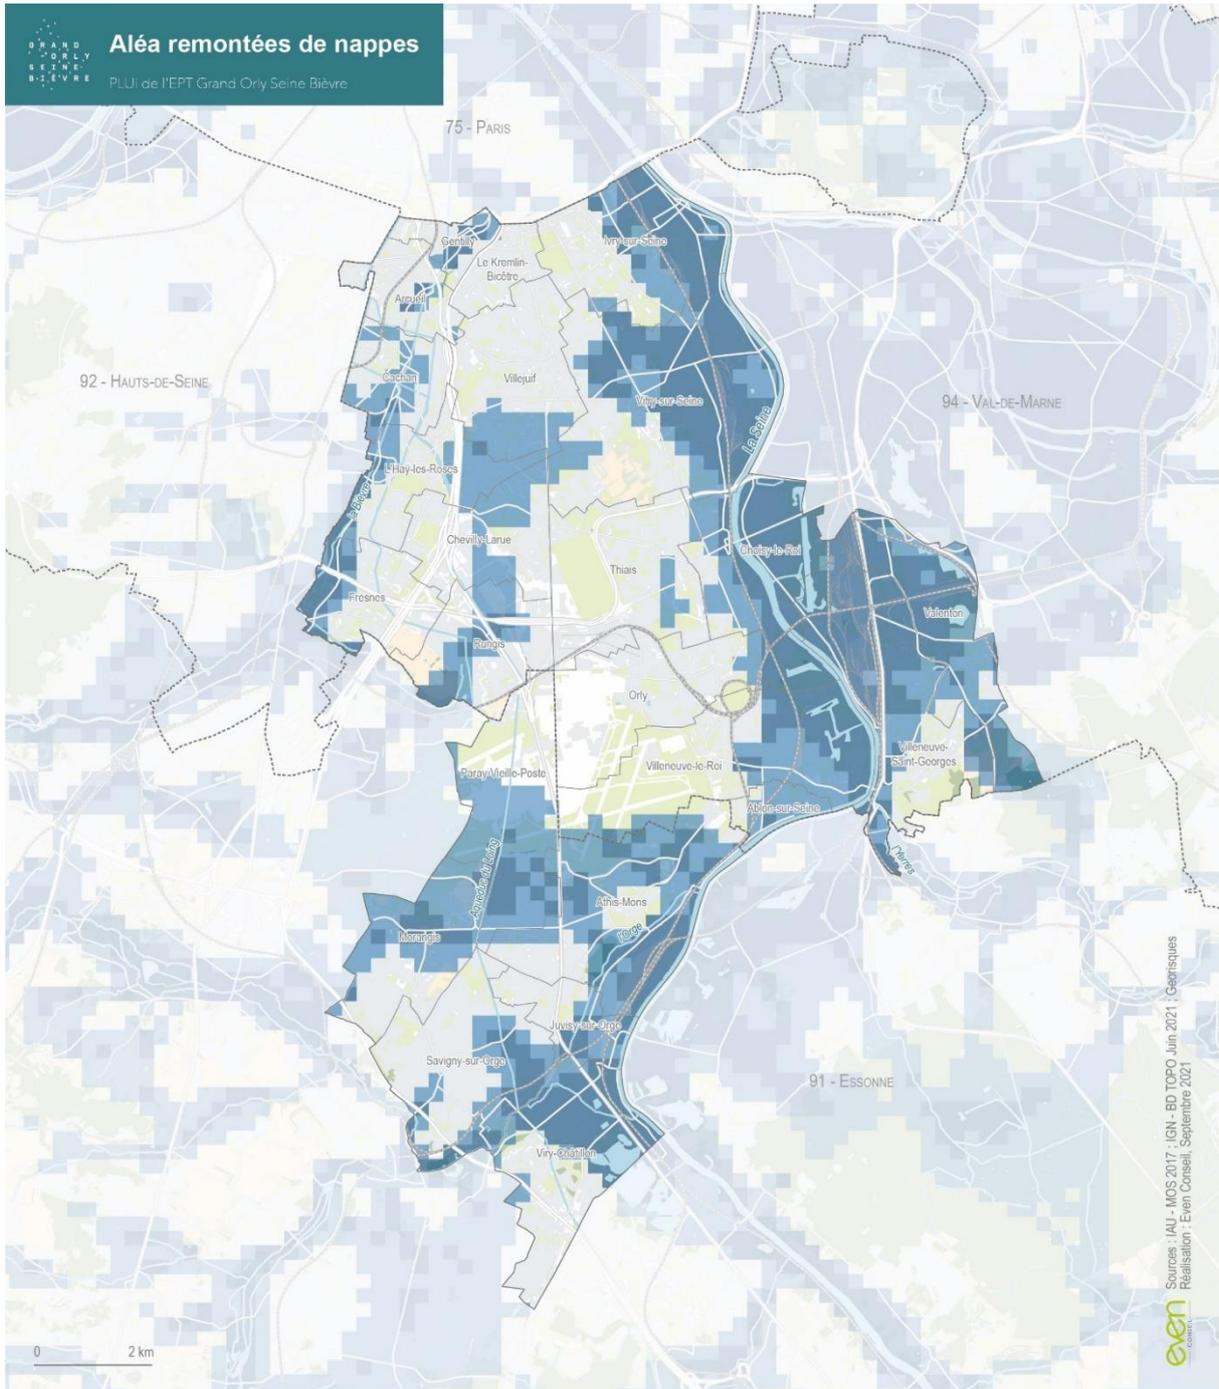 GRAND
ORLY
SEINE
BIÈVRE
Aléa remontées de nappes
PLUi de l'EPT Grand Orly Seine Bièvre
75 - PARIS
Gentilly
Ivry-sur-Seine
Le Kremlin-
Bicêtre
Arcueil
92 - HAUTS-DE-SEINE
Cachan
Villejuif
Vitry-sur-Seine
94 - VAL-DE-MARNE
La Seine
L'Haÿ-les-Roses
la Bièvre
Chevilly-Larue
Choisy-le-Roi
Thiais
Fresnes
Valenton
Rungis
Orly
Villeneuve-
Saint-Georges
Paray-Vieille-Poste
Villeneuve-le-Roi
Ablon-sur-Seine
l'Yerres
Aqueduc du Loing
Athis-Mons
l'Orge
Morangis
Juvisy-sur-Orge
Savigny-sur-Orge
91 - ESSONNE
Viry-Châtillon
0 2 km
Sources : IAU - MOS 2017 ; IGN - BD TOPO Juin 2021 ; Georisques
Réalisation : Even Conseil, Septembre 2021
even
CONSEIL